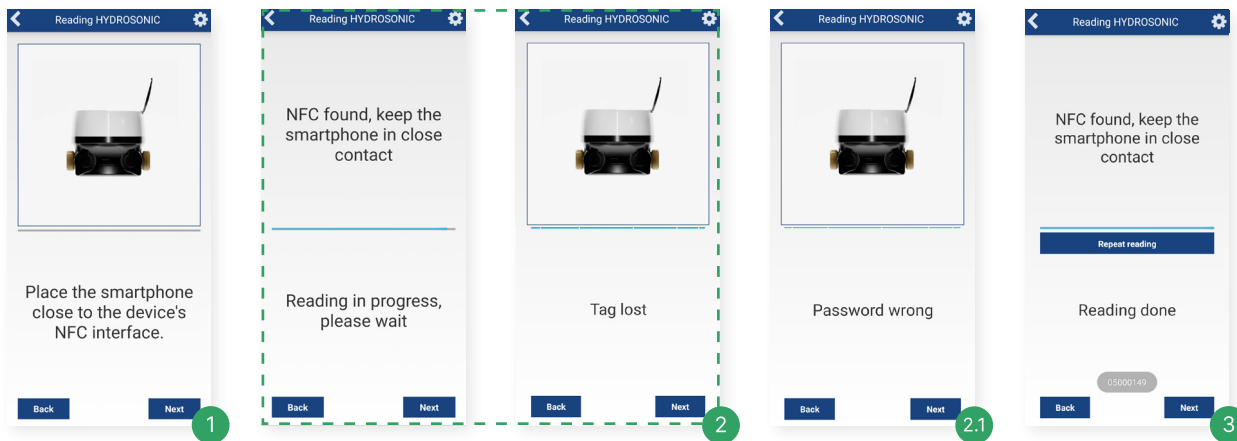 Reading HYDROSONIC
Place the smartphone
close to the device's
NFC interface.
Back
Next
1
Reading HYDROSONIC
NFC found, keep the
smartphone in close
contact
Reading in progress,
please wait
Back
Next
Reading HYDROSONIC
Tag lost
Back
Next
2
Reading HYDROSONIC
Password wrong
Back
Next
2.1
Reading HYDROSONIC
NFC found, keep the
smartphone in close
contact
Repeat reading
Reading done
05000149
Back
Next
3